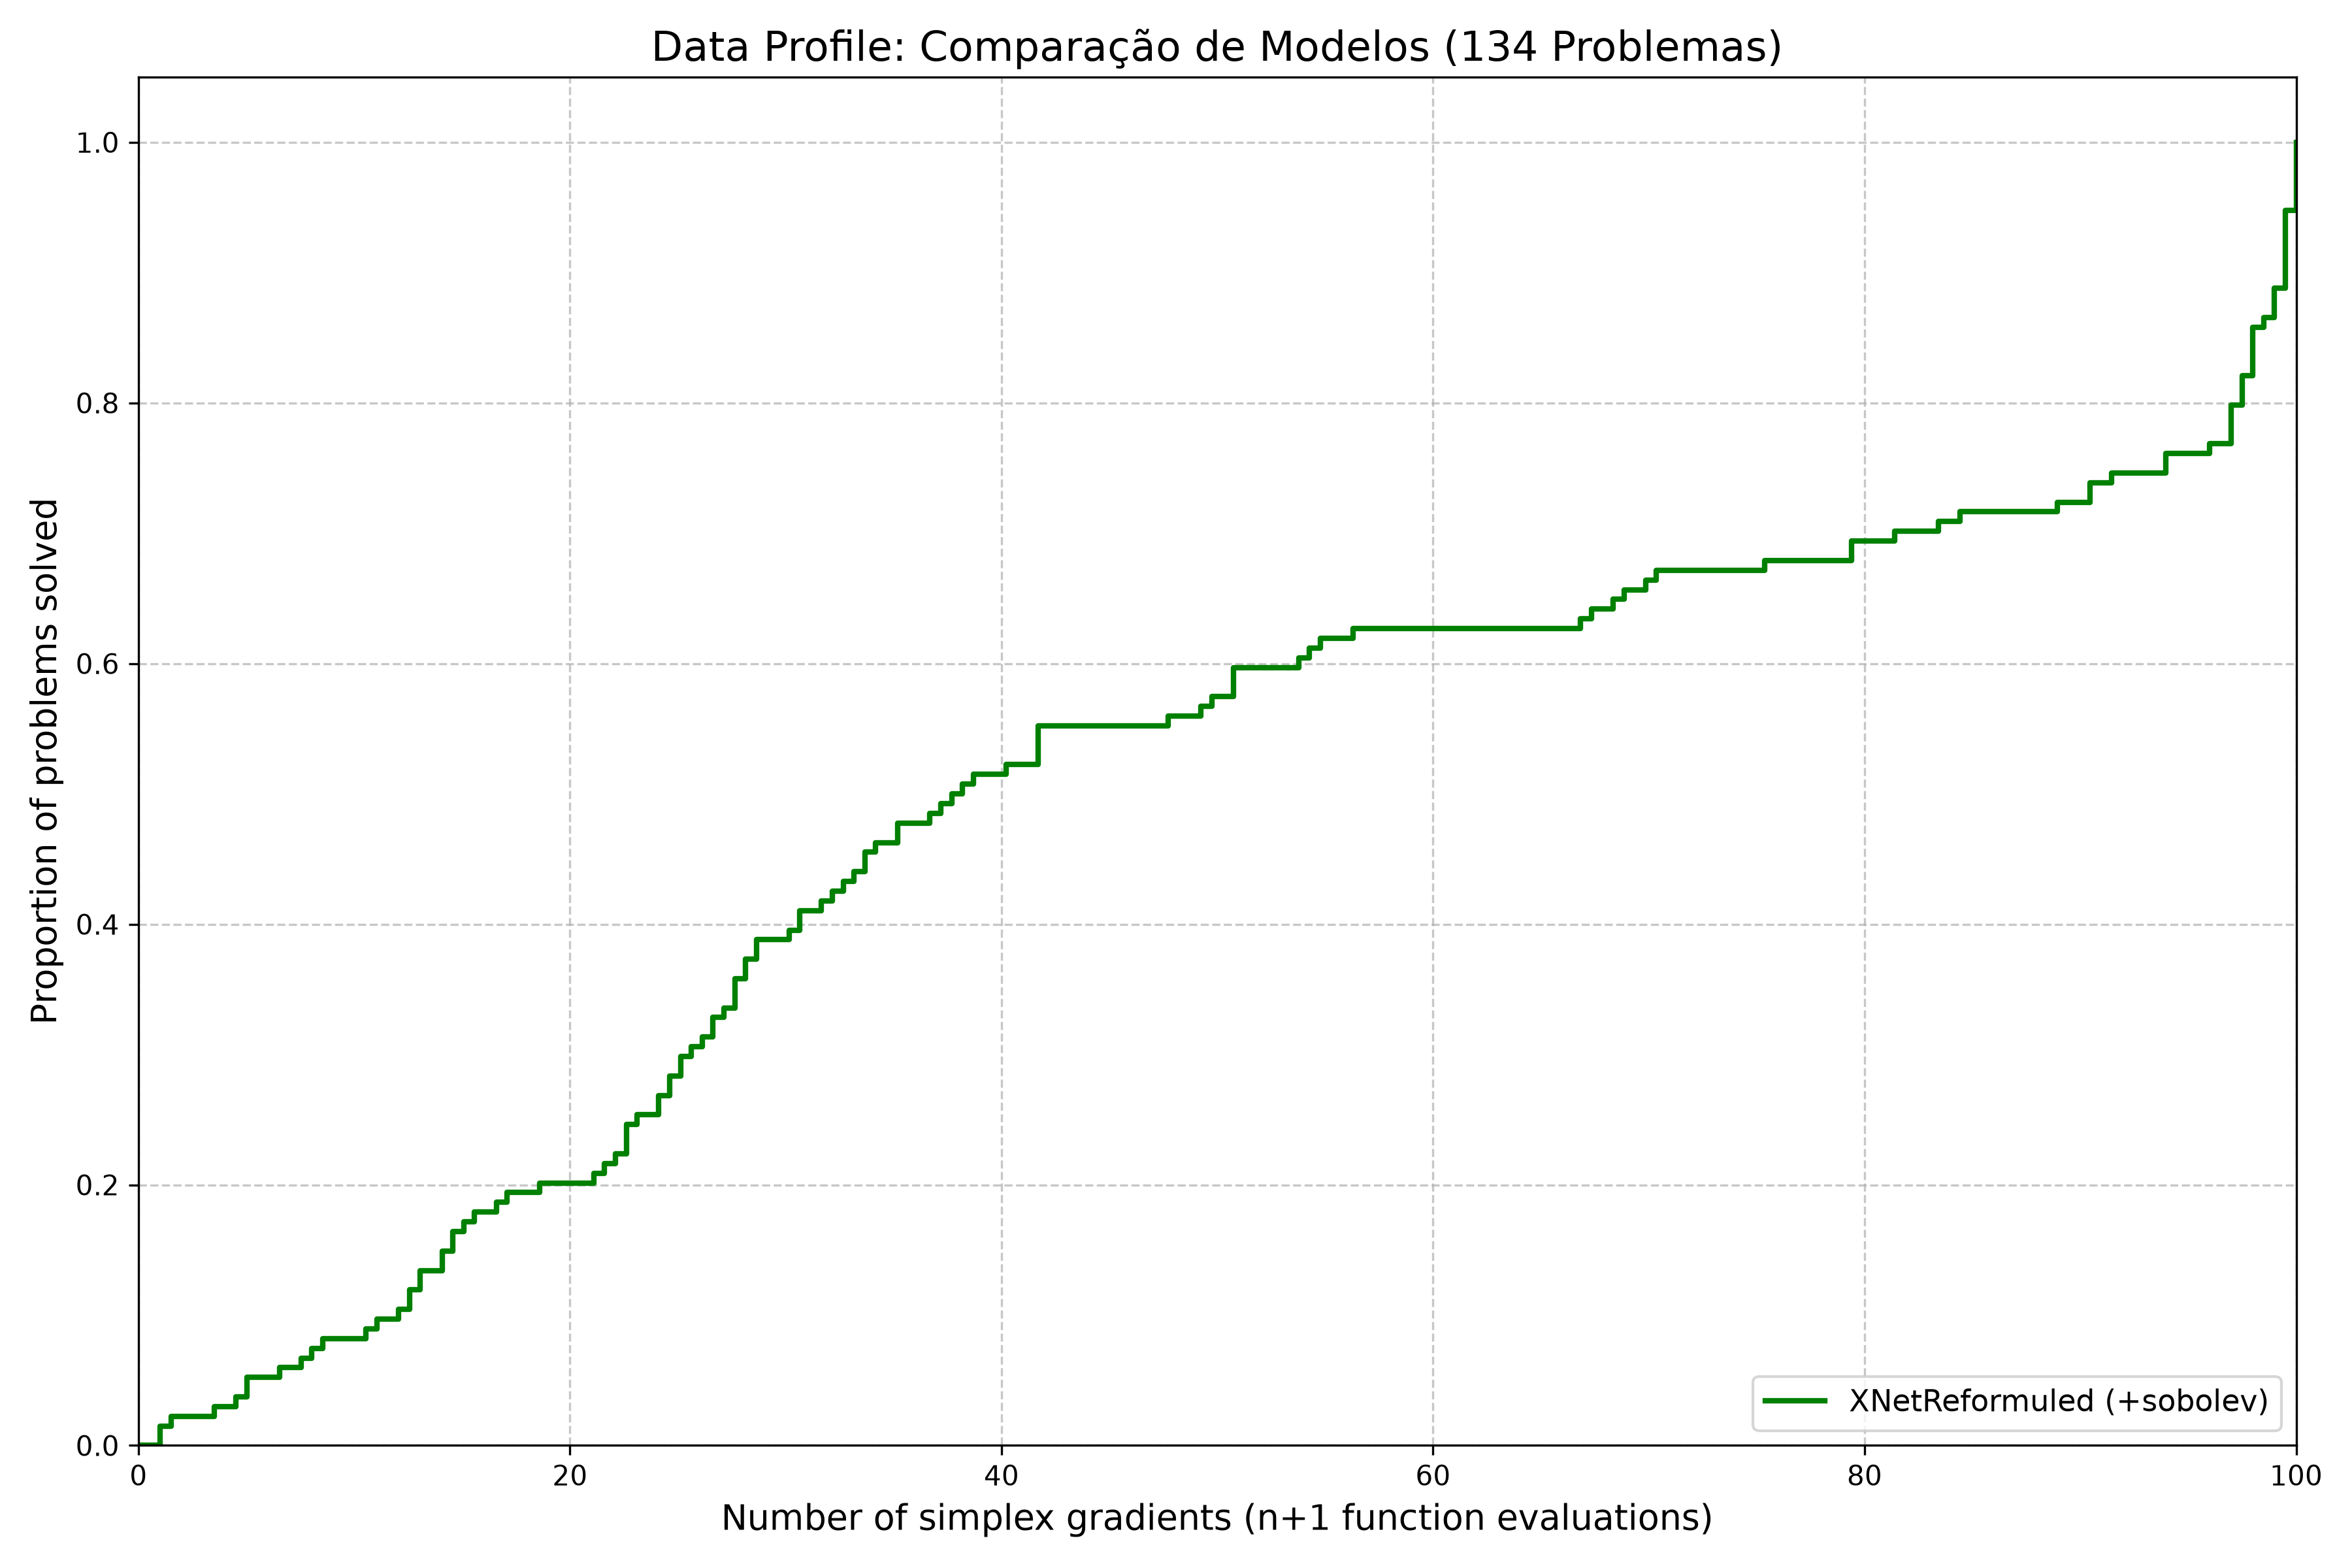 Data Profile: Comparação de Modelos (134 Problemas)
Proportion of problems solved
1.0
0.8
0.6
0.4
0.2
0.0
0 20 40 60 80 100
Number of simplex gradients (n+1 function evaluations)
XNetReformuled (+sobolev)